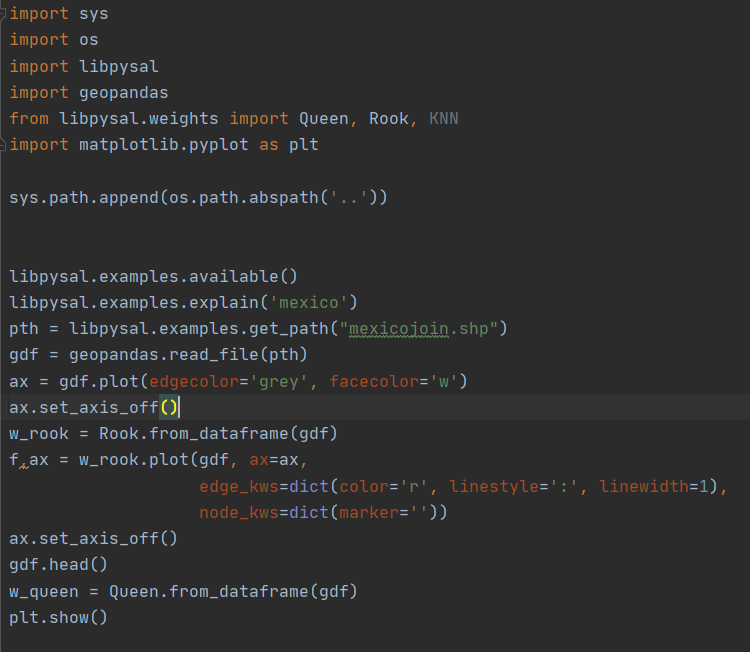 import sys
import os
import libpysal
import geopandas
from libpysal.weights import Queen, Rook, KNN
import matplotlib.pyplot as plt
sys.path.append(os.path.abspath('..'))
libpysal.examples.available()
libpysal.examples.explain('mexico')
pth = libpysal.examples.get_path("mexicojoin.shp")
gdf = geopandas.read_file(pth)
ax = gdf.plot(edgecolor='grey', facecolor='w')
ax.set_axis_off()
w_rook = Rook.from_dataframe(gdf)
f,ax = w_rook.plot(gdf, ax=ax,
edge_kws=dict(color='r', linestyle=':', linewidth=1),
node_kws=dict(marker=''))
ax.set_axis_off()
gdf.head()
w_queen = Queen.from_dataframe(gdf)
plt.show()